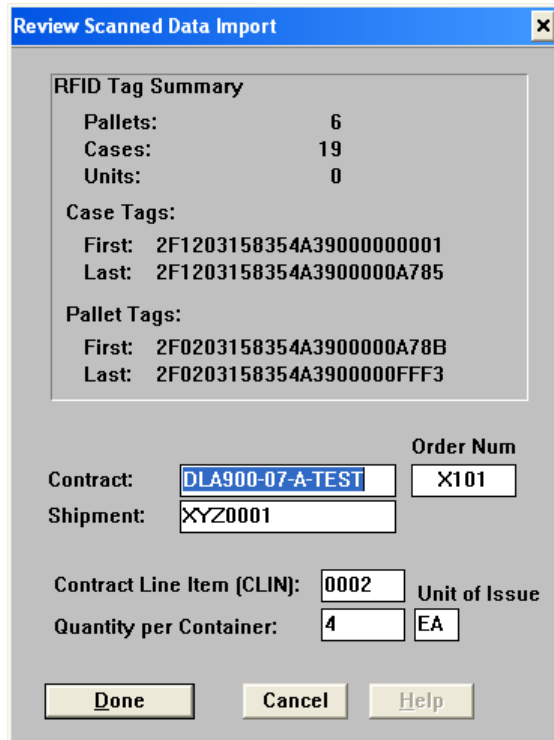 Review Scanned Data Import
RFID Tag Summary
Pallets: 6
Cases: 19
Units: 0
Case Tags:
First: 2F1203158354A39000000001
Last: 2F1203158354A3900000A785
Pallet Tags:
First: 2F0203158354A3900000A78B
Last: 2F0203158354A3900000FFF3
Order Num
Contract: DLA900-07-A-TEST X101
Shipment: XYZ0001
Contract Line Item (CLIN): 0002 Unit of Issue
Quantity per Container: 4 EA
Done Cancel Help